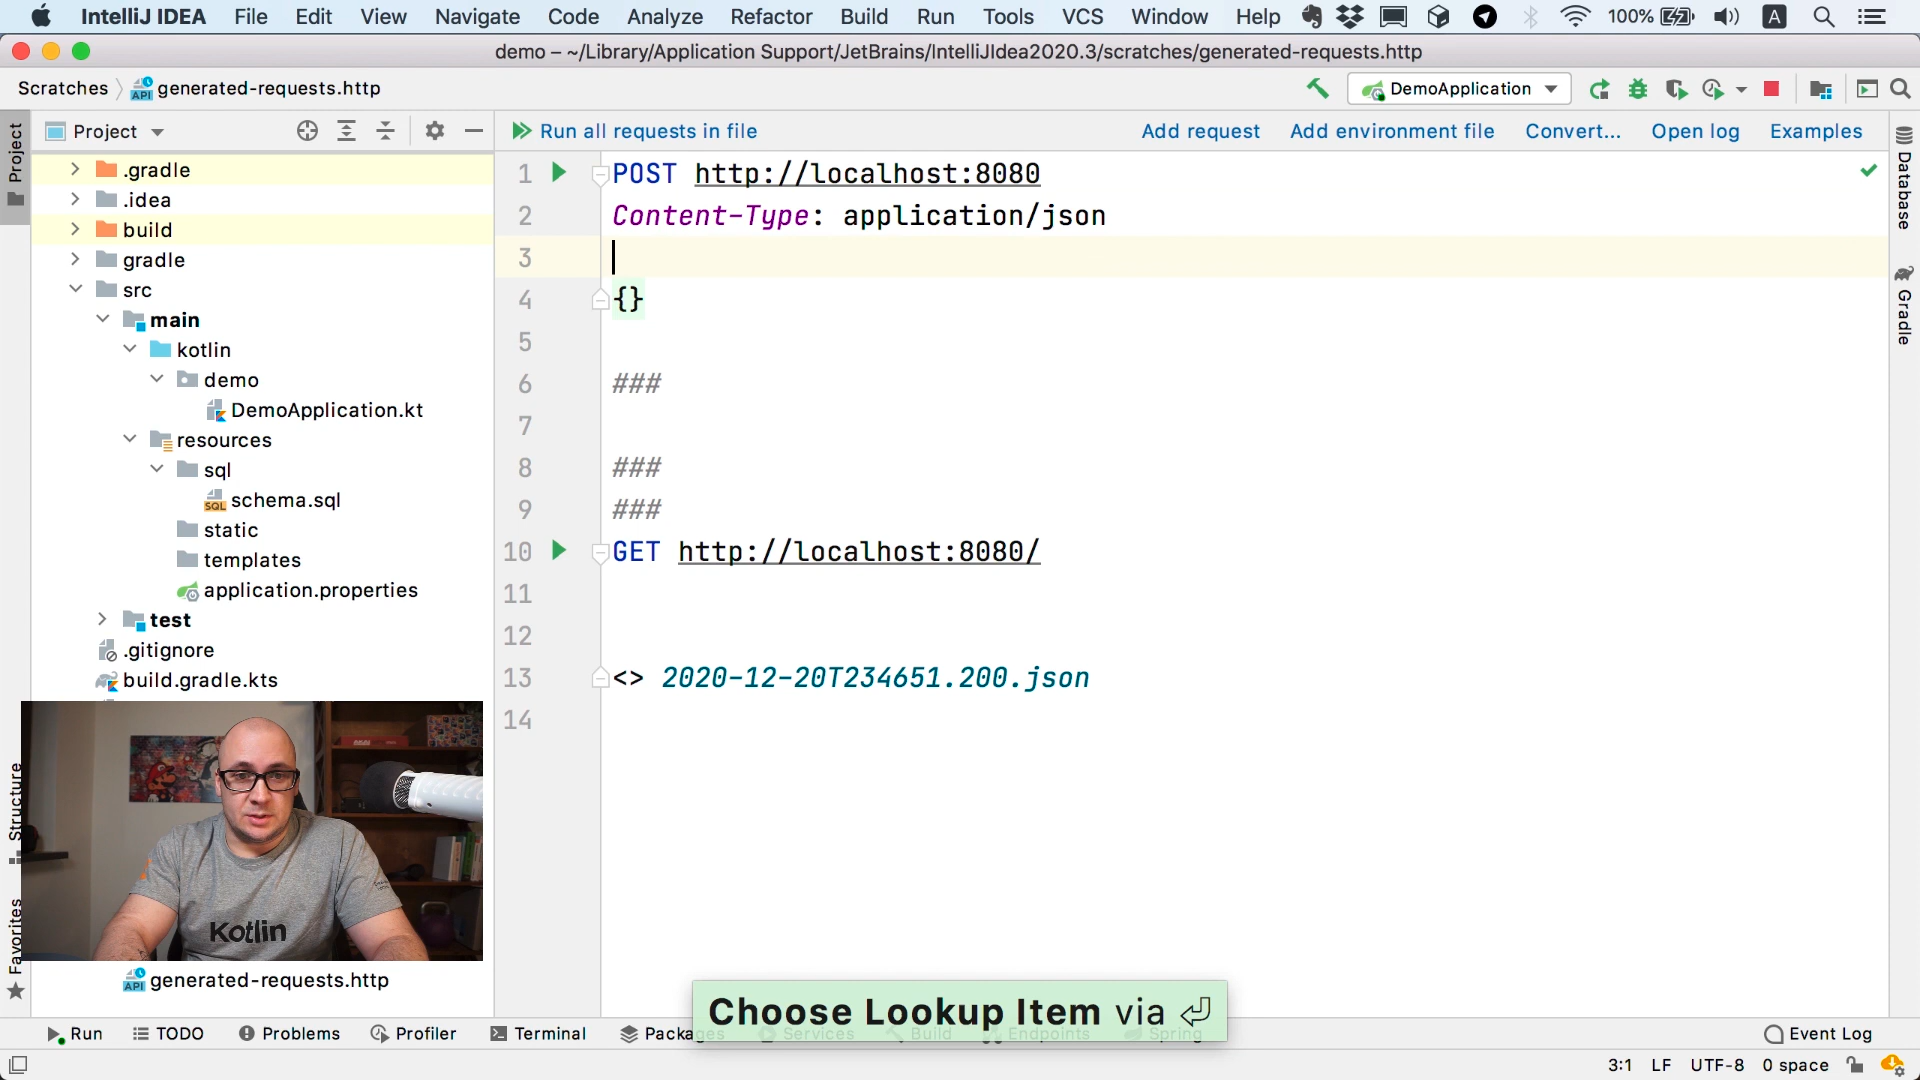 IntelliJ IDEA File Edit View Navigate Code Analyze Refactor Build Run Tools VCS Window Help 100% A
demo – ~/Library/Application Support/JetBrains/IntelliJIdea2020.3/scratches/generated-requests.http
Scratches generated-requests.http DemoApplication
Project
Run all requests in file Add request Add environment file Convert... Open log Examples
Project
Structure
Favorites
.gradle
.idea
build
gradle
src
main
kotlin
demo
DemoApplication.kt
resources
sql
schema.sql
static
templates
application.properties
test
.gitignore
build.gradle.kts
Kotlin
generated-requests.http
1 POST http://localhost:8080
2 Content-Type: application/json
3
4 {}
5
6 ###
7
8 ###
9 ###
10 GET http://localhost:8080/
11
12
13 <> 2020-12-20T234651.200.json
14
Database
Gradle
Choose Lookup Item via ⏎
Run TODO Problems Profiler Terminal Packages Services Build Endpoints Spring Event Log
3:1 LF UTF-8 0 space